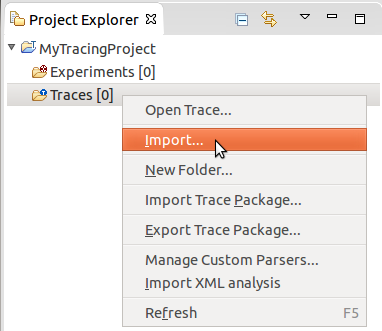 Project Explorer
MyTracingProject
Experiments [0]
Traces [0]
Open Trace...
Import...
New Folder...
Import Trace Package...
Export Trace Package...
Manage Custom Parsers...
Import XML analysis
Refresh F5